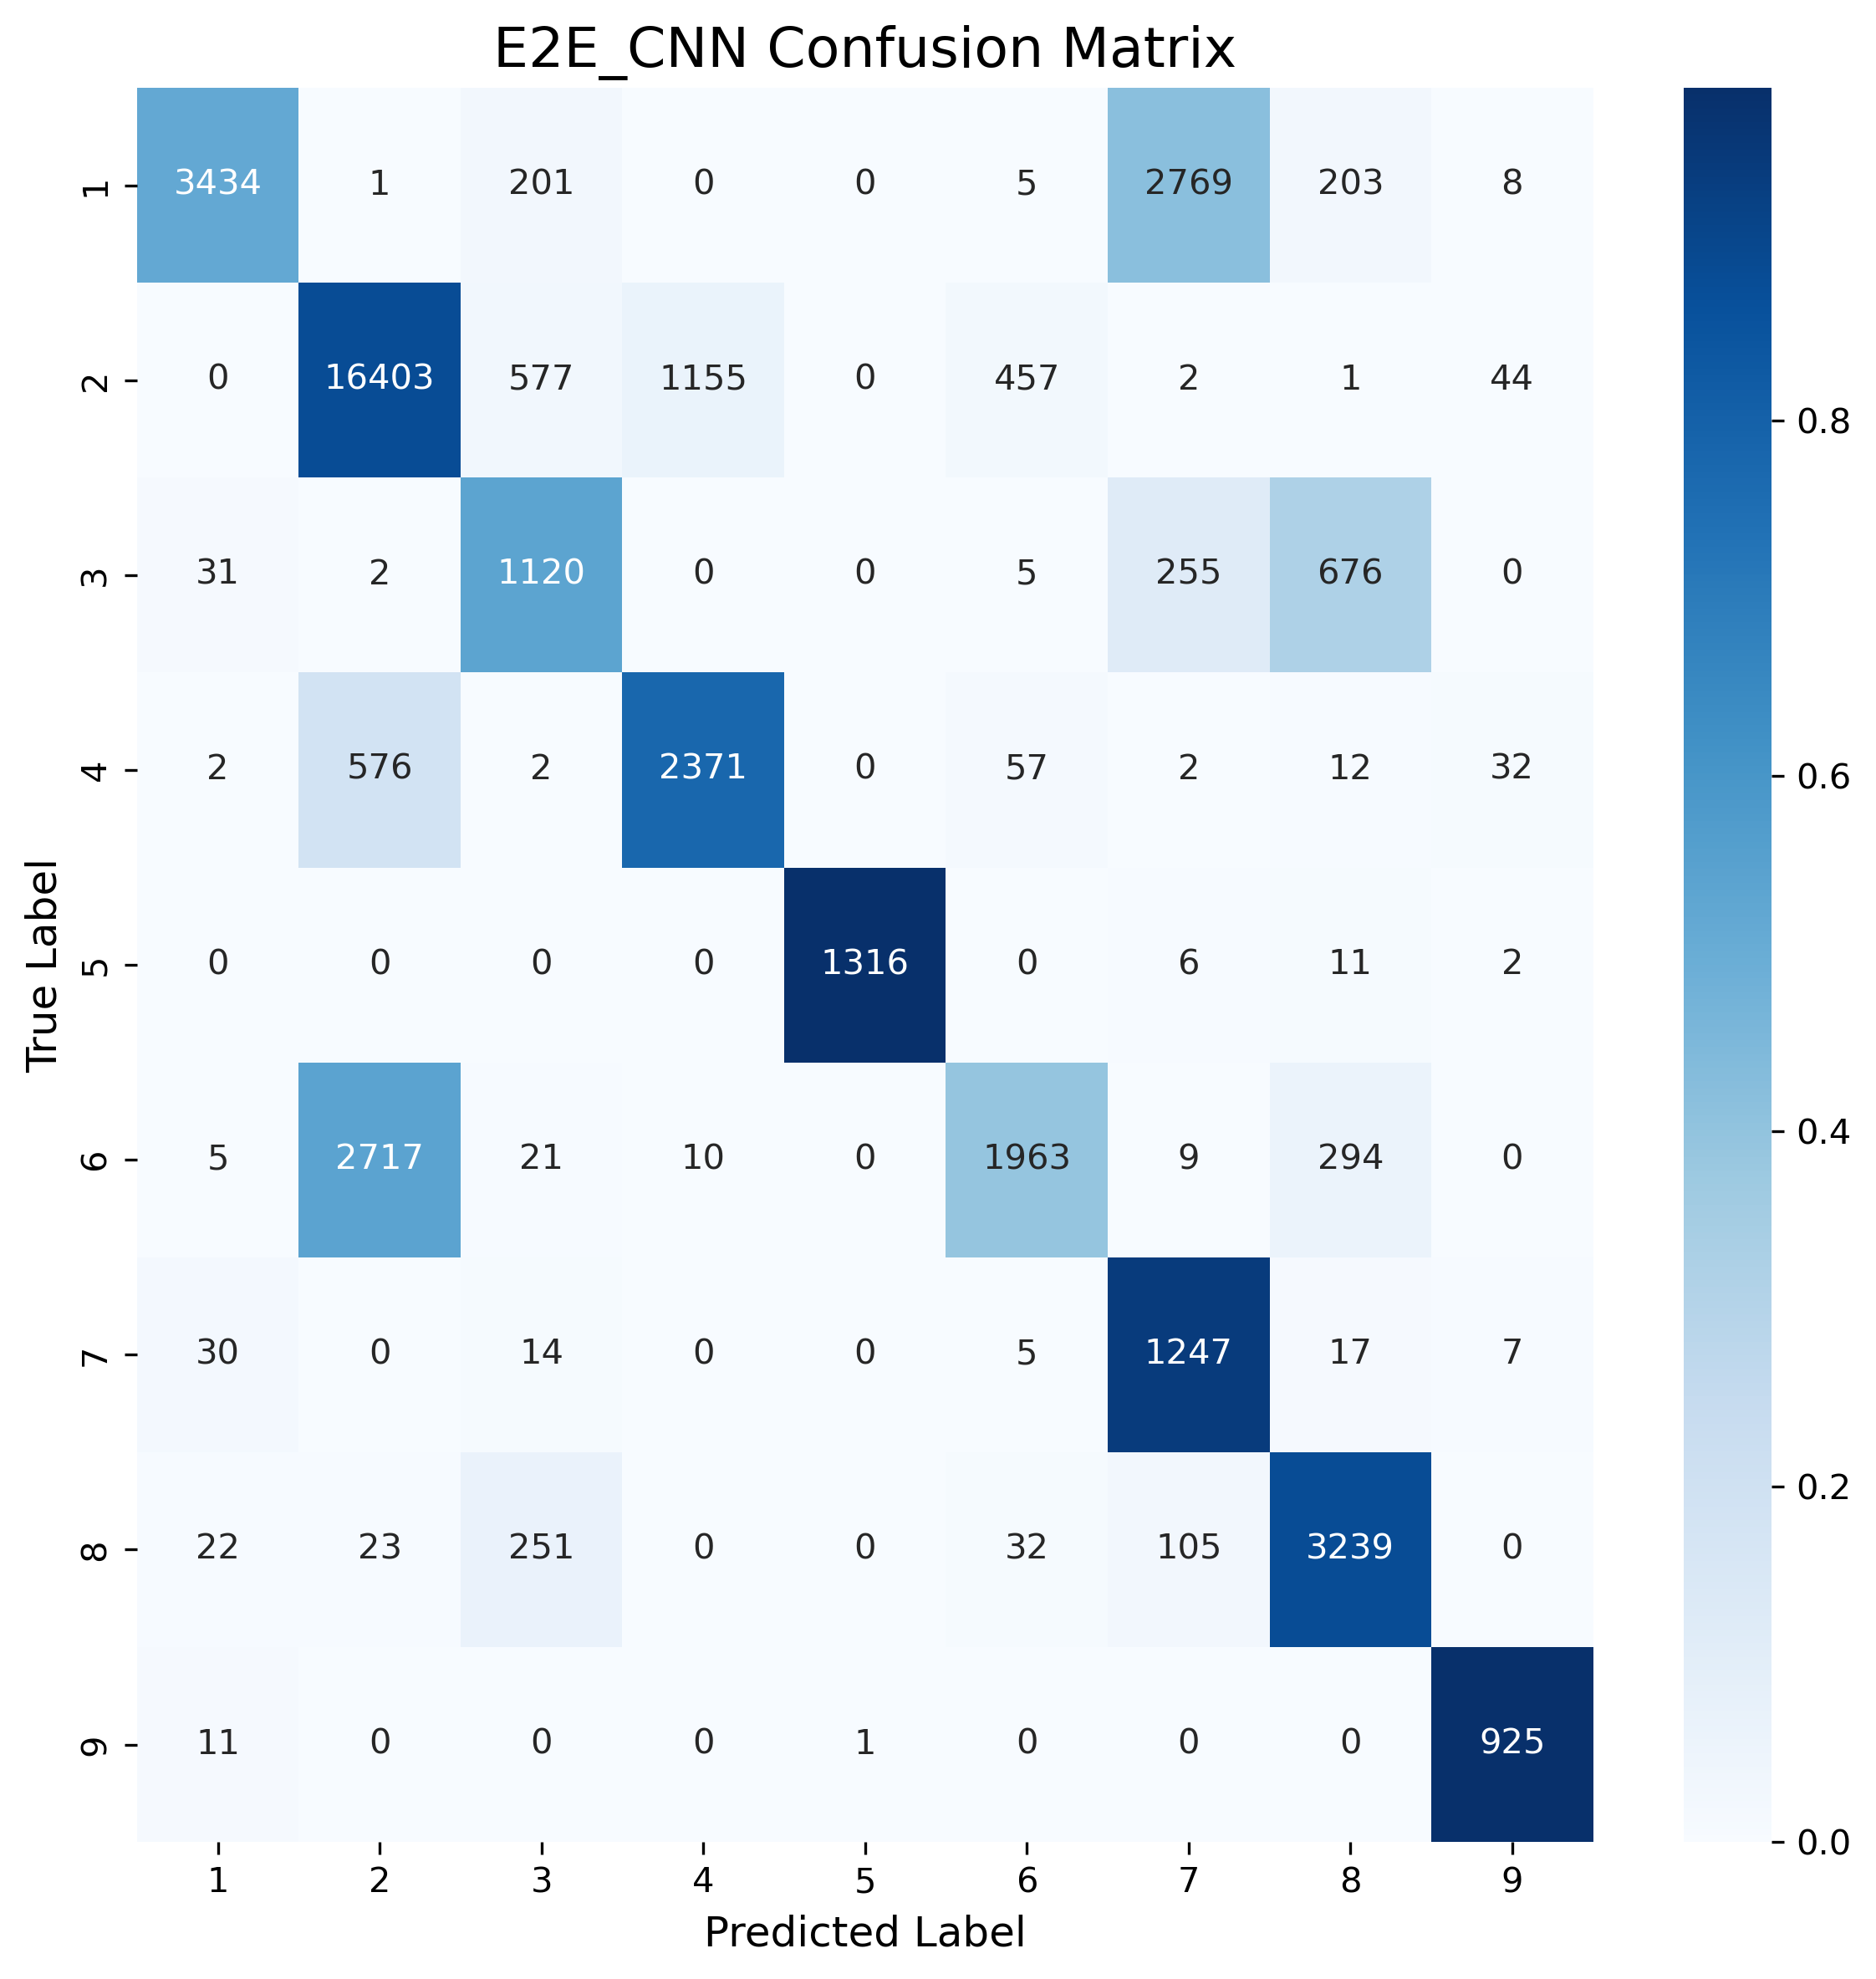 E2E_CNN Confusion Matrix
1 3434 1 201 0 0 5 2769 203 8
2 0 16403 577 1155 0 457 2 1 44
3 31 2 1120 0 0 5 255 676 0
4 2 576 2 2371 0 57 2 12 32
5 0 0 0 0 1316 0 6 11 2
6 5 2717 21 10 0 1963 9 294 0
7 30 0 14 0 0 5 1247 17 7
8 22 23 251 0 0 32 105 3239 0
9 11 0 0 0 1 0 0 0 925
1 2 3 4 5 6 7 8 9
Predicted Label
True Label
0.8
0.6
0.4
0.2
0.0